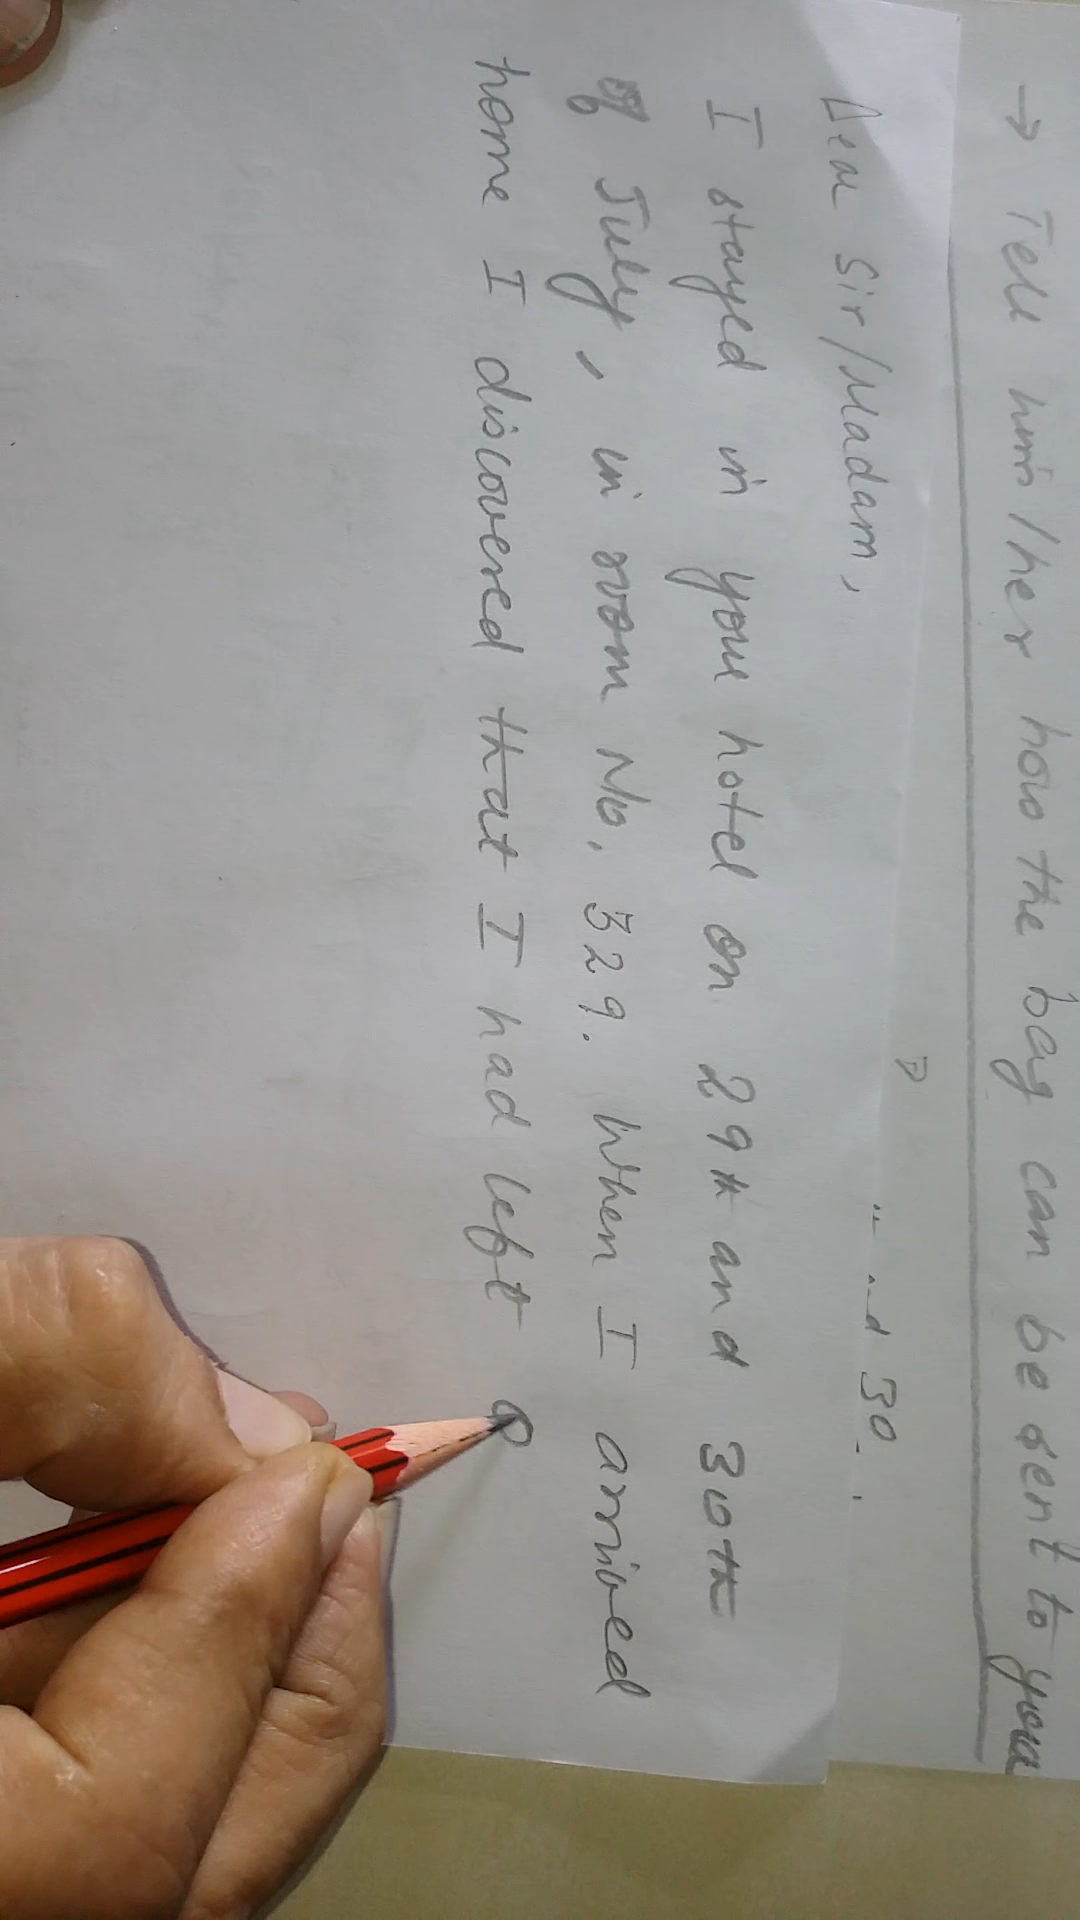 → Tell him/her how the bag can be sent to you
30.
Dear Sir/Madam,
I stayed in your hotel on 29th and 30th
of July, in room No. 329. When I arrived
home I discovered that I had left